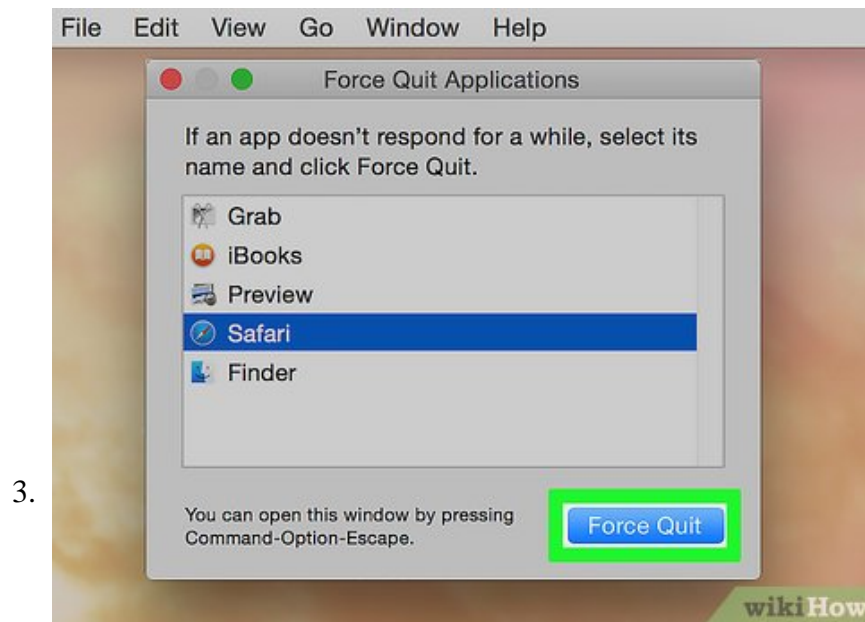 File Edit View Go Window Help
Force Quit Applications
If an app doesn't respond for a while, select its
name and click Force Quit.
Grab
iBooks
Preview
Safari
Finder
3.
You can open this window by pressing
Command-Option-Escape.
Force Quit
wikiHow